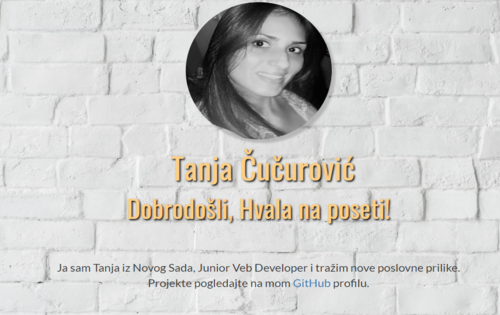 Tanja Čučurović
Dobrodošli, Hvala na poseti!
Ja sam Tanja iz Novog Sada, Junior Veb Developer i tražim nove poslovne prilike.
Projekte pogledajte na mom GitHub profilu.